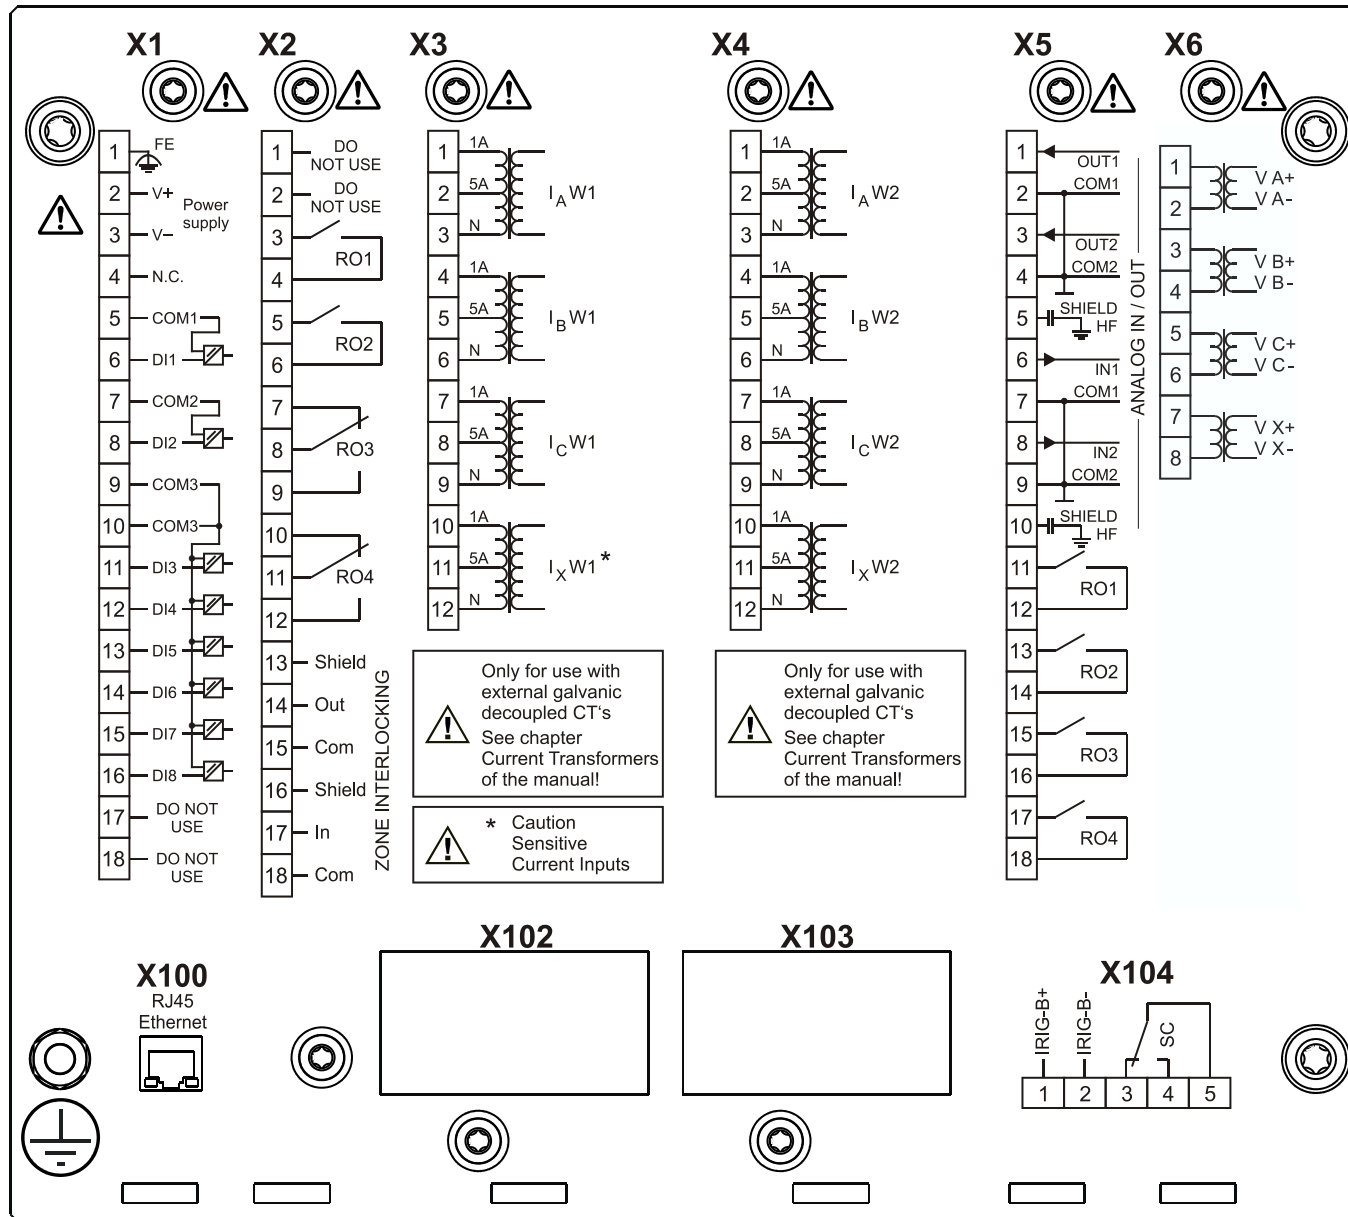 X1
X2
X3
X4
X5
X6
1 FE
2 V+
Power
supply
3 V–
4 N.C.
5 COM1
6 DI1
7 COM2
8 DI2
9 COM3
10 COM3
11 DI3
12 DI4
13 DI5
14 DI6
15 DI7
16 DI8
17 DO NOT
USE
18 DO NOT
USE
1 DO
NOT USE
2 DO
NOT USE
3
RO1
4
5
RO2
6
7
8 RO3
9
10
11 RO4
12
13 Shield
14 Out
15 Com
16 Shield
17 In
18 Com
ZONE INTERLOCKING
1 1A
2 5A IA W1
3 N
4 1A
5 5A IB W1
6 N
7 1A
8 5A IC W1
9 N
10 1A
11 5A IX W1 *
12 N
Only for use with
external galvanic
decoupled CT‘s
See chapter
Current Transformers
of the manual!
* Caution
Sensitive
Current Inputs
1 1A
2 5A IA W2
3 N
4 1A
5 5A IB W2
6 N
7 1A
8 5A IC W2
9 N
10 1A
11 5A IX W2
12 N
Only for use with
external galvanic
decoupled CT‘s
See chapter
Current Transformers
of the manual!
1 OUT1
2 COM1
3 OUT2
4 COM2
5 SHIELD
HF
6 IN1
7 COM1
8 IN2
9 COM2
10 SHIELD
HF
ANALOG IN / OUT
11
RO1
12
13
RO2
14
15
RO3
16
17
RO4
18
1 V A+
2 V A-
3 V B+
4 V B-
5 V C+
6 V C-
7 V X+
8 V X-
X100
RJ45
Ethernet
X102
X103
X104
IRIG-B+
IRIG-B-
SC
1 2 3 4 5